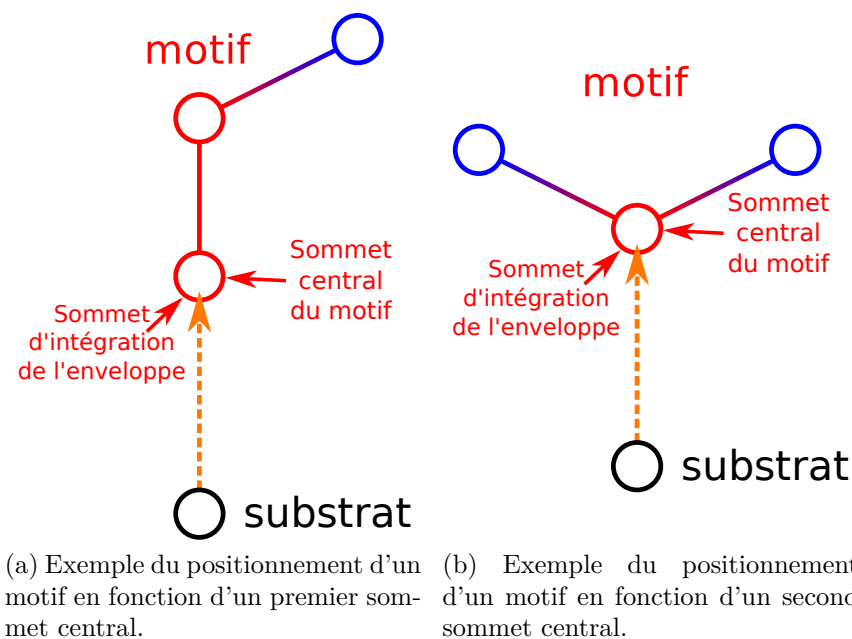 motif
Sommet
central
du motif
Sommet
d'intégration
de l'enveloppe
substrat
(a) Exemple du positionnement d'un
motif en fonction d'un premier som-
met central.
motif
Sommet
central
du motif
Sommet
d'intégration
de l'enveloppe
substrat
(b) Exemple du positionnement
d'un motif en fonction d'un second
sommet central.